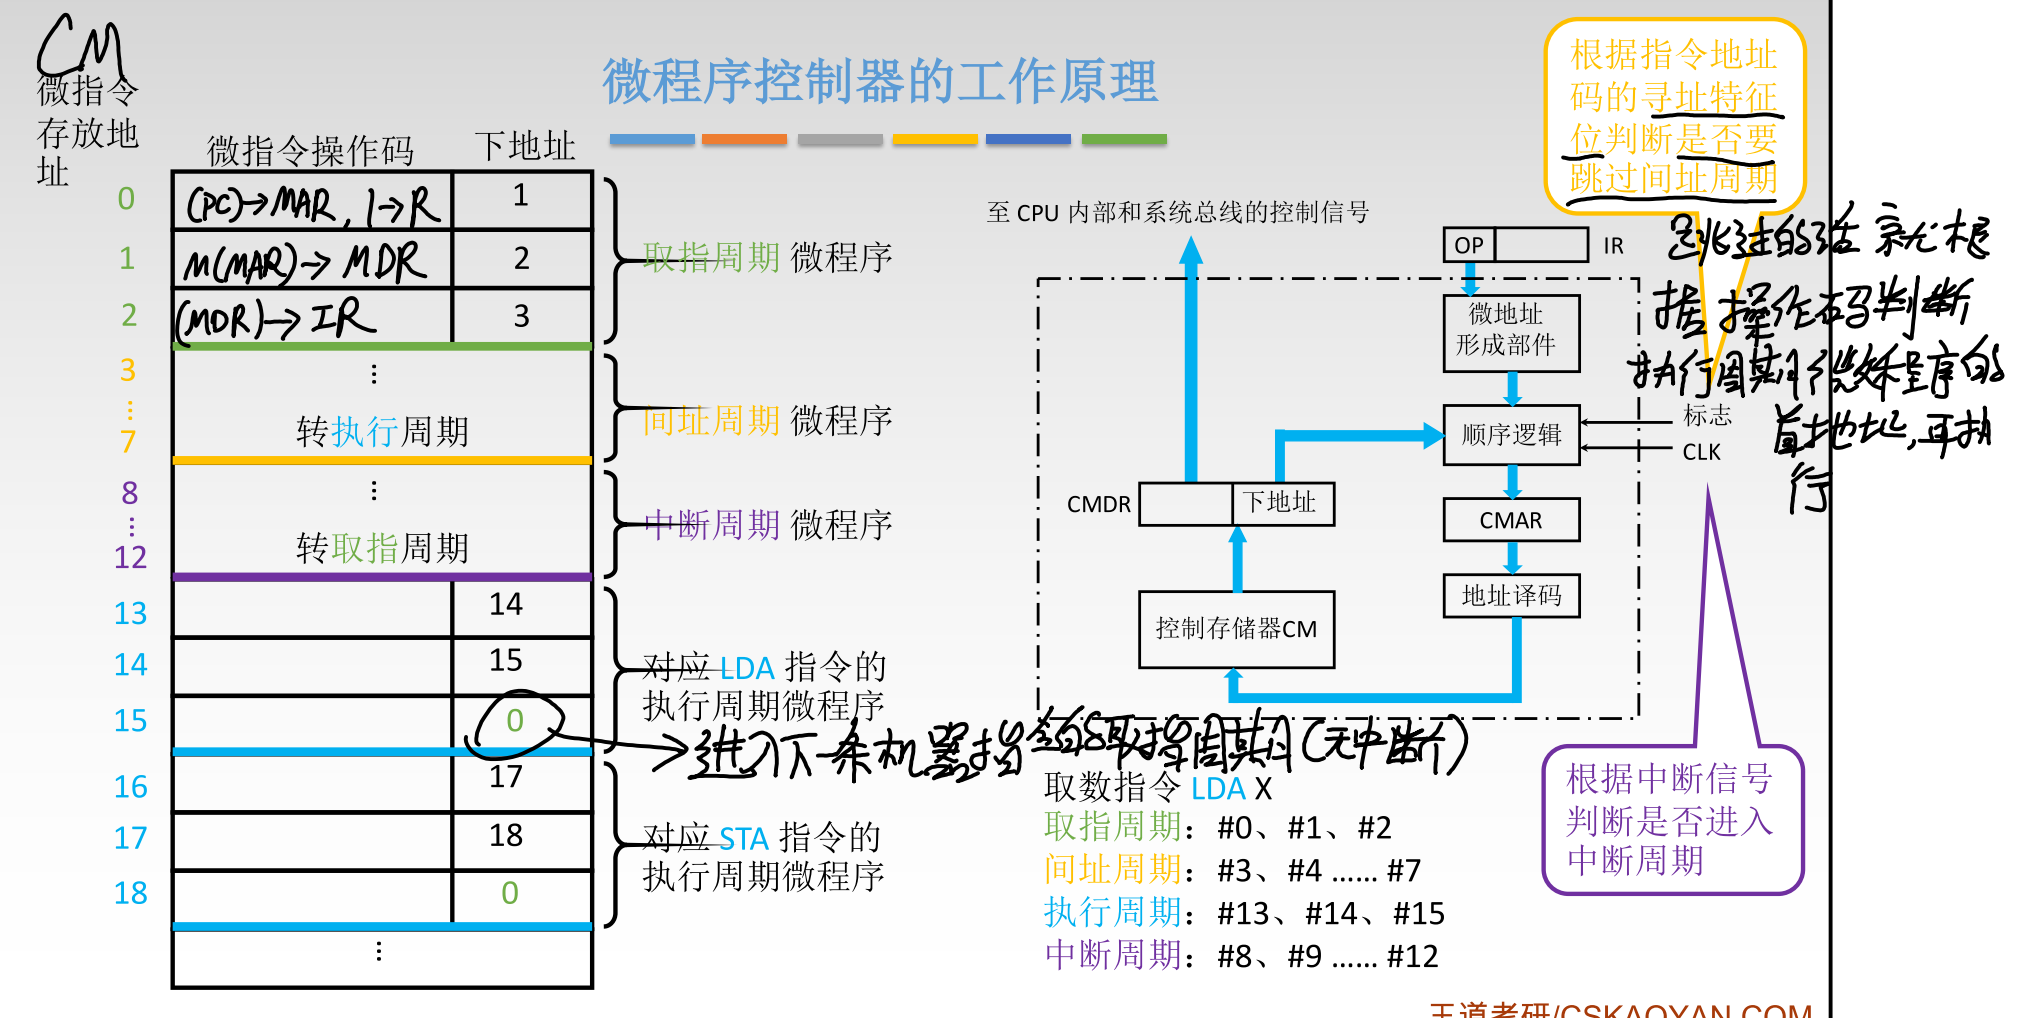 CM
微指令
存放地
址
微程序控制器的工作原理
微指令操作码 下地址
0 (PC)→MAR, 1→R 1
1 M(MAR)→MDR 2
2 (MDR)→IR 3
取指周期 微程序
3
⋮
7
⋮
转执行周期
间址周期 微程序
8
⋮
12
⋮
转取指周期
中断周期 微程序
13 14
14 15
15 0
对应 LDA 指令的
执行周期微程序
→进入下一条机器指令的取指周期(无中断)
16 17
17 18
18 0
对应 STA 指令的
执行周期微程序
⋮
至 CPU 内部和系统总线的控制信号
OP IR
微地址
形成部件
顺序逻辑
标志
CLK
CMDR 下地址
CMAR
地址译码
控制存储器CM
取数指令 LDA X
取指周期：#0、#1、#2
间址周期：#3、#4 …… #7
执行周期：#13、#14、#15
中断周期：#8、#9 …… #12
根据指令地址
码的寻址特征
位判断是否要
跳过间址周期
跳过的话就根
据操作码判断
执行周期微程序的
首地址,再执
行
根据中断信号
判断是否进入
中断周期
王道考研/CSKAOYAN.COM